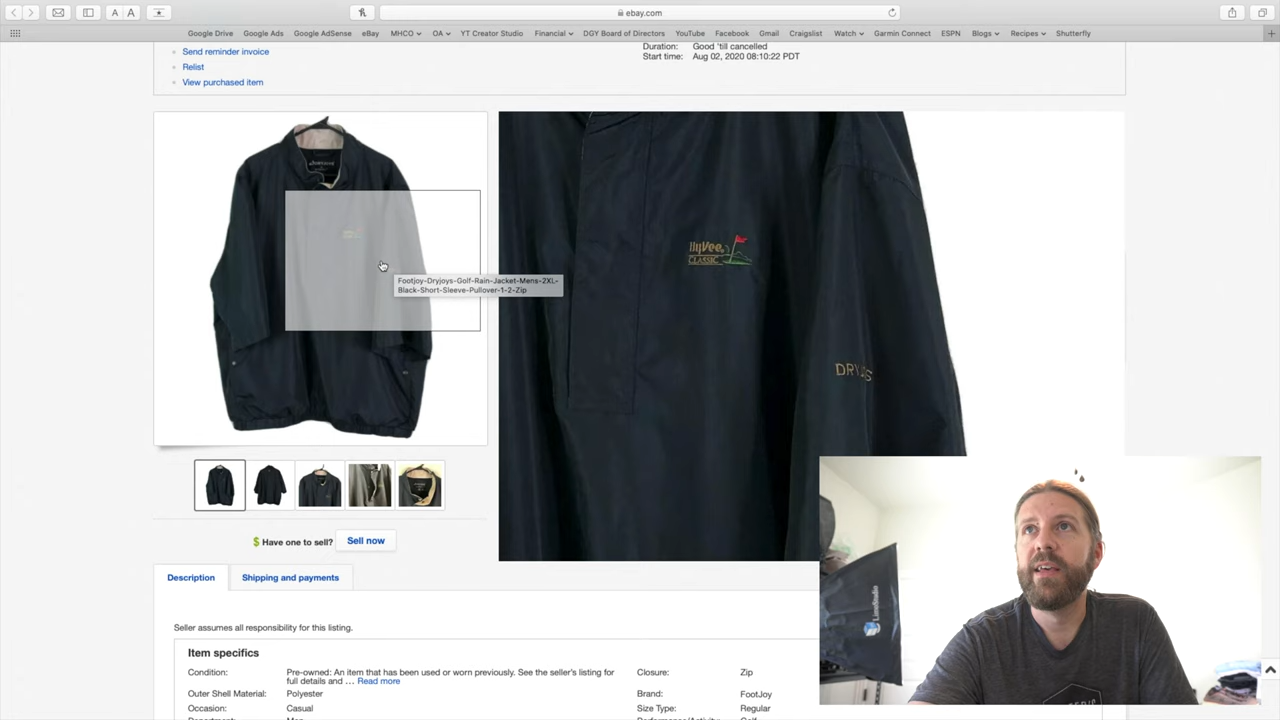 ebay.com
Google Drive Google Ads Google AdSense eBay MHCO OA YT Creator Studio Financial DGY Board of Directors YouTube Facebook Gmail Craigslist Watch Garmin Connect ESPN Blogs Recipes Shutterfly
Send reminder invoice
Relist
View purchased item
Duration: Good 'till cancelled
Start time: Aug 02, 2020 08:10:22 PDT
HyVee
CLASSIC
Footjoy-Dryjoys-Golf-Rain-Jacket-Mens-2XL-
Black-Short-Sleeve-Pullover-1-2-Zip
$ Have one to sell? Sell now
Description Shipping and payments
Seller assumes all responsibility for this listing.
Item specifics
Condition: Pre-owned: An item that has been used or worn previously. See the seller's listing for
full details and ... Read more
Outer Shell Material: Polyester
Occasion: Casual
Closure: Zip
Brand: FootJoy
Size Type: Regular
LimoStudio